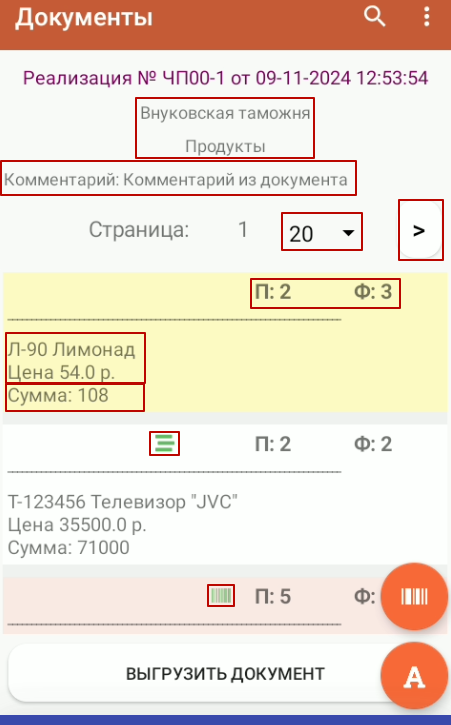 Документы
Реализация № ЧП00-1 от 09-11-2024 12:53:54
Внуковская таможня
Продукты
Комментарий: Комментарий из документа
Страница: 1 20 >
П: 2 Ф: 3
Л-90 Лимонад
Цена 54.0 р.
Сумма: 108
П: 2 Ф: 2
Т-123456 Телевизор "JVC"
Цена 35500.0 р.
Сумма: 71000
П: 5 Ф:
ВЫГРУЗИТЬ ДОКУМЕНТ
A